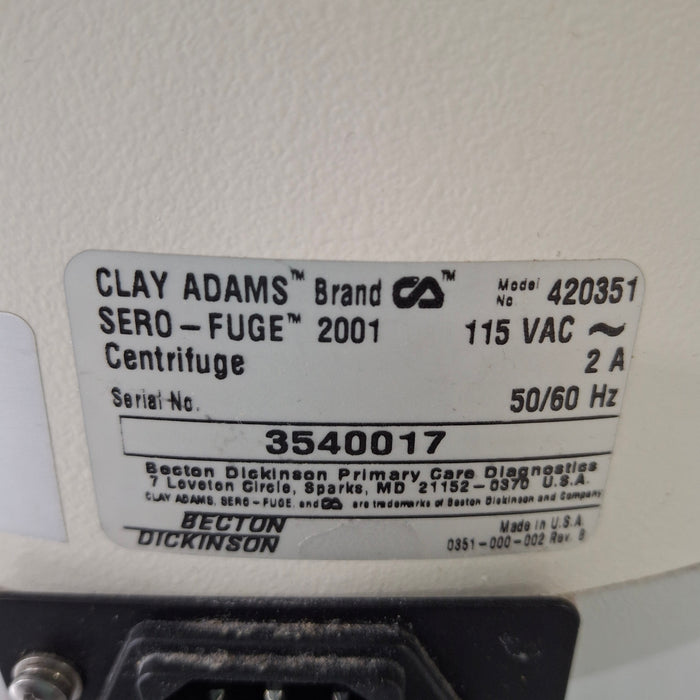 CLAY ADAMS™ Brand CA™ Model No 420351
SERO-FUGE™ 2001 115 VAC ~
Centrifuge 2 A
Serial No. 50/60 Hz
3540017
Becton Dickinson Primary Care Diagnostics
7 Loveton Circle, Sparks, MD 21152-0370 U.S.A.
CLAY ADAMS, SERO-FUGE, and CA are trademarks of Becton Dickinson and Company
BECTON Made in U.S.A.
DICKINSON 0351-000-002 Rev. B